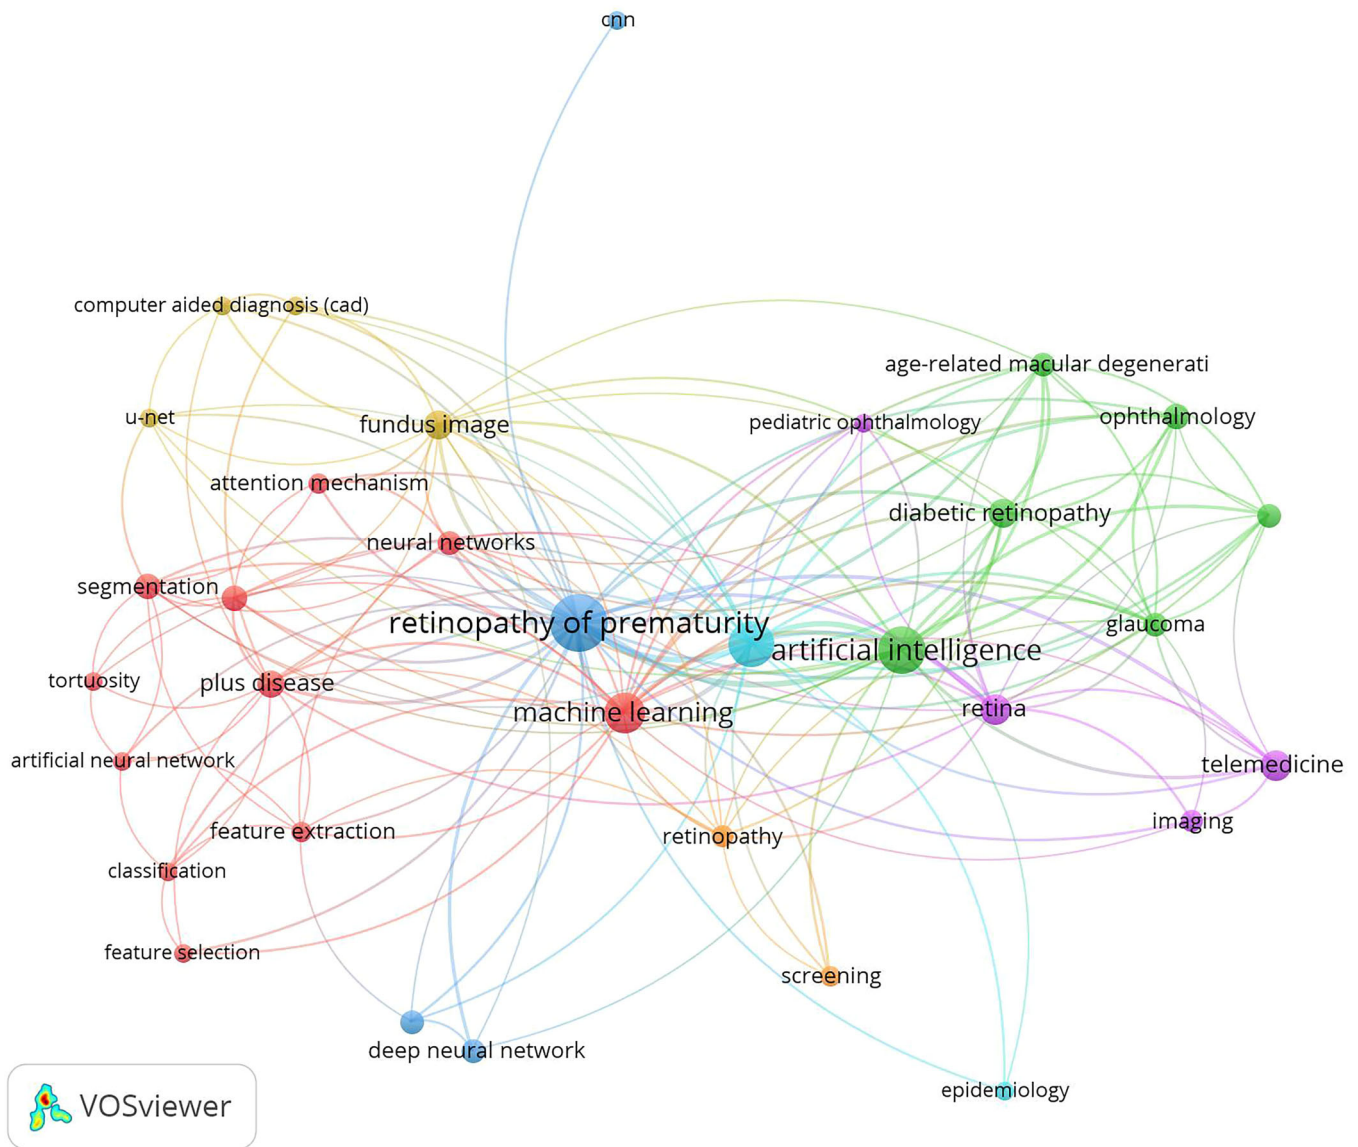 cnn
computer aided diagnosis (cad)
age-related macular degenerati
u-net
fundus image
pediatric ophthalmology
ophthalmology
attention mechanism
diabetic retinopathy
neural networks
segmentation
retinopathy of prematurity
glaucoma
artificial intelligence
tortuosity
plus disease
machine learning
retina
artificial neural network
telemedicine
feature extraction
retinopathy
imaging
classification
feature selection
screening
deep neural network
epidemiology
VOSviewer